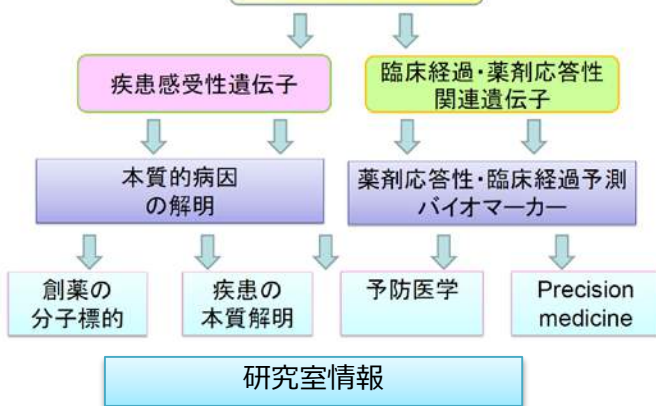 疾患感受性遺伝子
臨床経過・薬剤応答性
関連遺伝子
本質的病因
の解明
薬剤応答性・臨床経過予測
バイオマーカー
創薬の
分子標的
疾患の
本質解明
予防医学
Precision
medicine
研究室情報